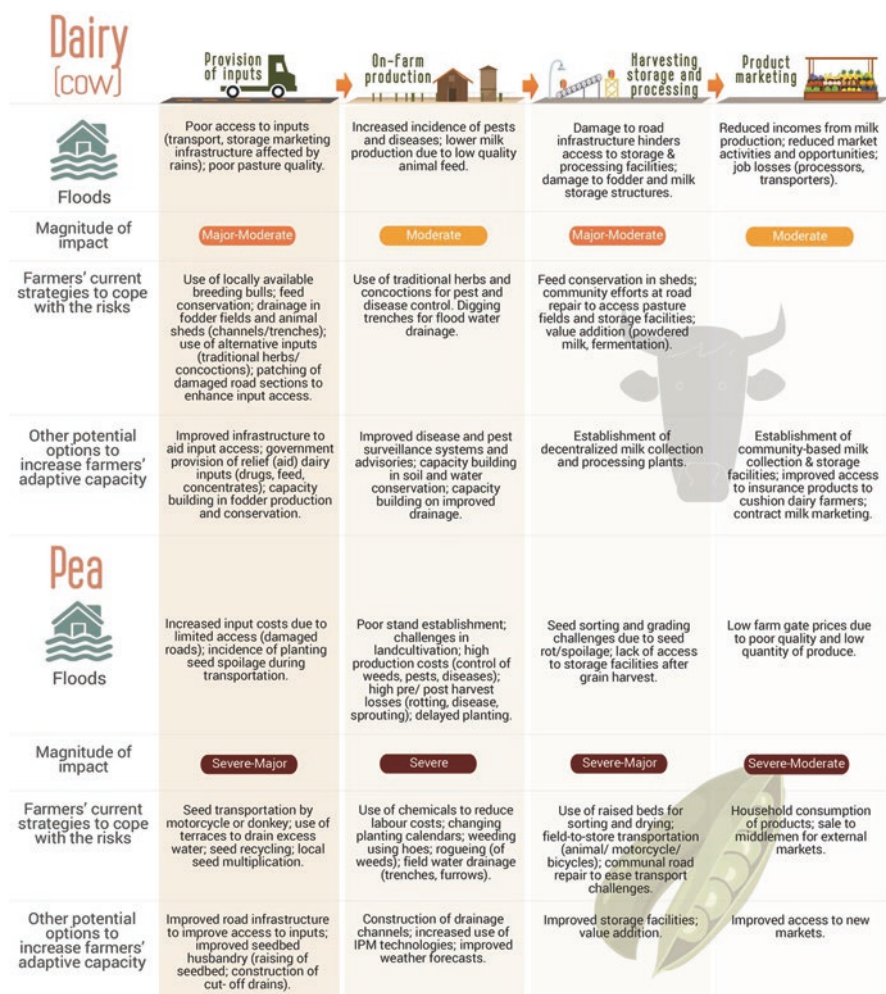 Dairy
(cow)
Provision
of inputs
On-Farm
production
Harvesting
storage and
processing
Product
marketing
Floods
Poor access to inputs
(transport, storage marketing
infrastructure affected by
rains); poor pasture quality.
Increased incidence of pests
and diseases; lower milk
production due to low quality
animal feed.
Damage to road
infrastructure hinders
access to storage &
processing facilities;
damage to fodder and milk
storage structures.
Reduced incomes from milk
production; reduced market
activities and opportunities;
job losses (processors,
transporters).
Magnitude of
impact
Major-Moderate
Moderate
Major-Moderate
Moderate
Farmers' current
strategies to cope
with the risks
Use of locally available
breeding bulls; feed
conservation; drainage in
fodder fields and animal
sheds (channels/trenches);
use of alternative inputs
(traditional herbs/
concoctions); patching of
damaged road sections to
enhance input access.
Use of traditional herbs and
concoctions for pest and
disease control. Digging
trenches for flood water
drainage.
Feed conservation in sheds;
community efforts at road
repair to access pasture
fields and storage facilities;
value addition (powdered
milk, fermentation).
Other potential
options to
increase farmers'
adaptive capacity
Improved infrastructure to
aid input access; government
provision of relief (aid) dairy
inputs (drugs, feed,
concentrates); capacity
building in fodder production
and conservation.
Improved disease and pest
surveillance systems and
advisories; capacity building
in soil and water
conservation; capacity
building on improved
drainage.
Establishment of
decentralized milk collection
and processing plants.
Establishment of
community-based milk
collection & storage
facilities; improved access
to insurance products to
cushion dairy farmers;
contract milk marketing.
Pea
Floods
Increased input costs due to
limited access (damaged
roads); incidence of planting
seed spoilage during
transportation.
Poor stand establishment;
challenges in
landcultivation; high
production costs (control of
weeds, pests, diseases);
high pre/ post harvest
losses (rotting, disease,
sprouting); delayed planting.
Seed sorting and grading
challenges due to seed
rot/spoilage; lack of access
to storage facilities after
grain harvest.
Low farm gate prices due
to poor quality and low
quantity of produce.
Magnitude of
impact
Severe-Major
Severe
Severe-Major
Severe-Moderate
Farmers' current
strategies to cope
with the risks
Seed transportation by
motorcycle or donkey; use of
terraces to drain excess
water; seed recycling; local
seed multiplication.
Use of chemicals to reduce
labour costs; changing
planting calendars; weeding
using hoes; rogueing (of
weeds); field water drainage
(trenches, furrows).
Use of raised beds for
sorting and drying;
field-to-store transportation
(animal/ motorcycle/
bicycles); communal road
repair to ease transport
challenges.
Household consumption
of products; sale to
middlemen for external
markets.
Other potential
options to
increase farmers'
adaptive capacity
Improved road infrastructure
to improve access to inputs;
improved seedbed
husbandry (raising of
seedbed; construction of
cut- off drains).
Construction of drainage
channels; increased use of
IPM technologies; improved
weather forecasts.
Improved storage facilities;
value addition.
Improved access to new
markets.